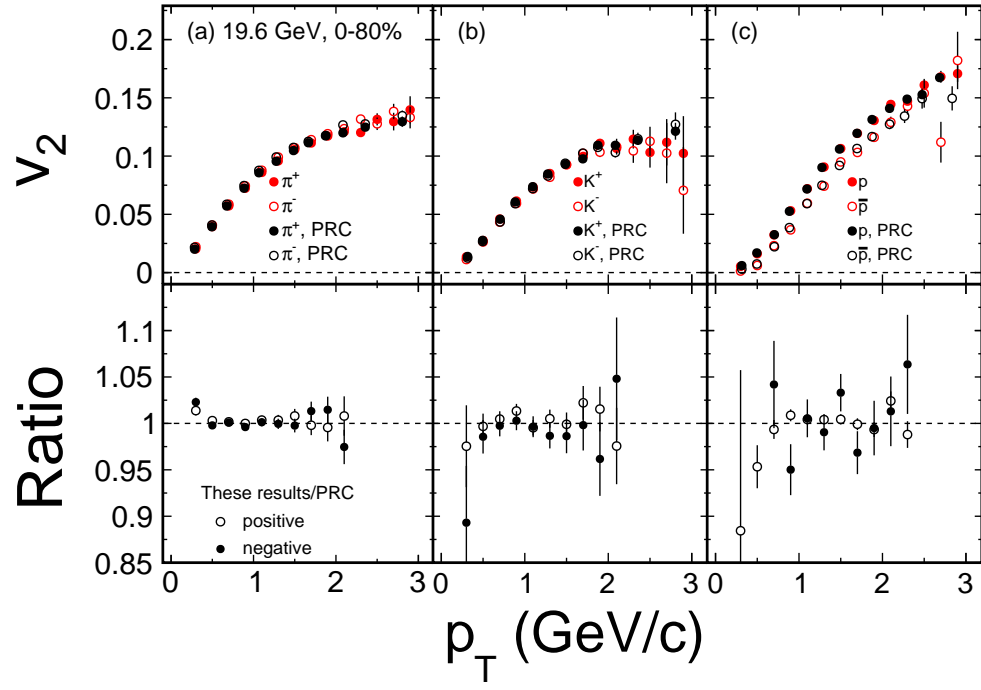 (a) 19.6 GeV, 0-80%
(b)
(c)
v₂
0.2
0.15
0.1
0.05
0
π⁺
π⁻
π⁺, PRC
π⁻, PRC
K⁺
K⁻
K⁺, PRC
K⁻, PRC
p
p̅
p, PRC
p̅, PRC
Ratio
1.1
1.05
1
0.95
0.9
0.85
These results/PRC
positive
negative
0 1 2 3
0 1 2 3
0 1 2 3
p_T (GeV/c)